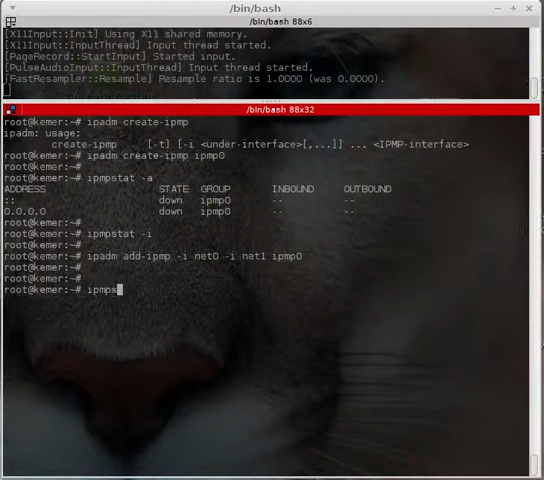 /bin/bash
/bin/bash 88x6
[X11Input::Init] Using X11 shared memory.
[X11Input::InputThread] Input thread started.
[PageRecord::StartInput] Started input.
[PulseAudioInput::InputThread] Input thread started.
[FastResampler::Resample] Resample ratio is 1.0000 (was 0.0000).
/bin/bash 88x32
root@kemer:~# ipadm create-ipmp
ipadm: usage:
create-ipmp [-t] [-i <under-interface>[,...]] ... <IPMP-interface>
root@kemer:~# ipadm create-ipmp ipmp0
root@kemer:~#
root@kemer:~# ipmpstat -a
ADDRESS STATE GROUP INBOUND OUTBOUND
:: down ipmp0 -- --
0.0.0.0 down ipmp0 -- --
root@kemer:~#
root@kemer:~# ipmpstat -i
root@kemer:~#
root@kemer:~# ipadm add-ipmp -i net0 -i net1 ipmp0
root@kemer:~#
root@kemer:~#
root@kemer:~# ipmps